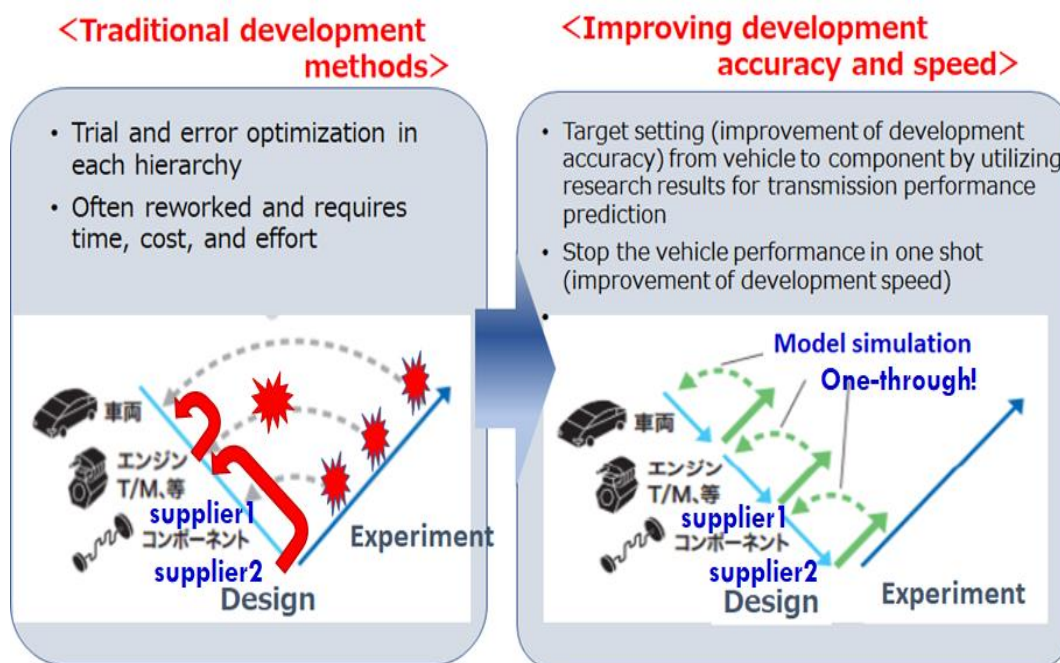 <Traditional development
methods>
• Trial and error optimization in
each hierarchy
• Often reworked and requires
time, cost, and effort
車両
エンジン
T/M、等
supplier1
コンポーネント
supplier2
Design
Experiment
<Improving development
accuracy and speed>
• Target setting (improvement of development
accuracy) from vehicle to component by utilizing
research results for transmission performance
prediction
• Stop the vehicle performance in one shot
(improvement of development speed)
•
Model simulation
One-through!
車両
エンジン
T/M、等
supplier1
コンポーネント
supplier2
Design
Experiment